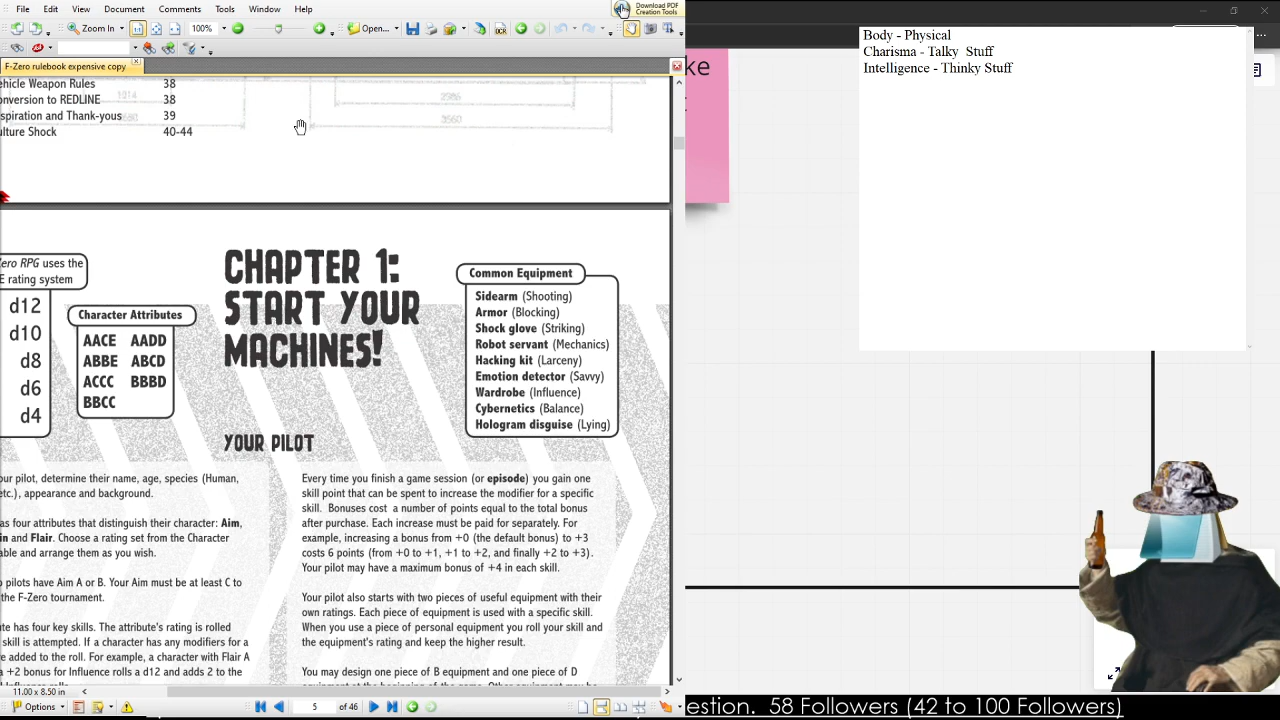 File Edit View Document Comments Tools Window Help
Download PDF
Creation Tools
Zoom In 100% Open...
F-Zero rulebook expensive copy
ehicle Weapon Rules 38
onversion to REDLINE 38
spiration and Thank-yous 39
ulture Shock 40-44
2986
3560
ero RPG uses the
E rating system
d12
d10
d8
d6
d4
Character Attributes
AACE AADD
ABBE ABCD
ACCC BBBD
BBCC
CHAPTER 1:
START YOUR
MACHINES!
Common Equipment
Sidearm (Shooting)
Armor (Blocking)
Shock glove (Striking)
Robot servant (Mechanics)
Hacking kit (Larceny)
Emotion detector (Savvy)
Wardrobe (Influence)
Cybernetics (Balance)
Hologram disguise (Lying)
YOUR PILOT
our pilot, determine their name, age, species (Human,
etc.), appearance and background.
as four attributes that distinguish their character: Aim,
in and Flair. Choose a rating set from the Character
able and arrange them as you wish.
o pilots have Aim A or B. Your Aim must be at least C to
the F-Zero tournament.
ute has four key skills. The attribute's rating is rolled
skill is attempted. If a character has any modifiers for a
e added to the roll. For example, a character with Flair A
a +2 bonus for Influence rolls a d12 and adds 2 to the
Every time you finish a game session (or episode) you gain one
skill point that can be spent to increase the modifier for a specific
skill. Bonuses cost a number of points equal to the total bonus
after purchase. Each increase must be paid for separately. For
example, increasing a bonus from +0 (the default bonus) to +3
costs 6 points (from +0 to +1, +1 to +2, and finally +2 to +3).
Your pilot may have a maximum bonus of +4 in each skill.
Your pilot also starts with two pieces of useful equipment with their
own ratings. Each piece of equipment is used with a specific skill.
When you use a piece of personal equipment you roll your skill and
the equipment's rating and keep the higher result.
You may design one piece of B equipment and one piece of D
11.00 x 8.50 in
Options 5 of 46
ke
Body - Physical
Charisma - Talky Stuff
Intelligence - Thinky Stuff
estion. 58 Followers (42 to 100 Followers)